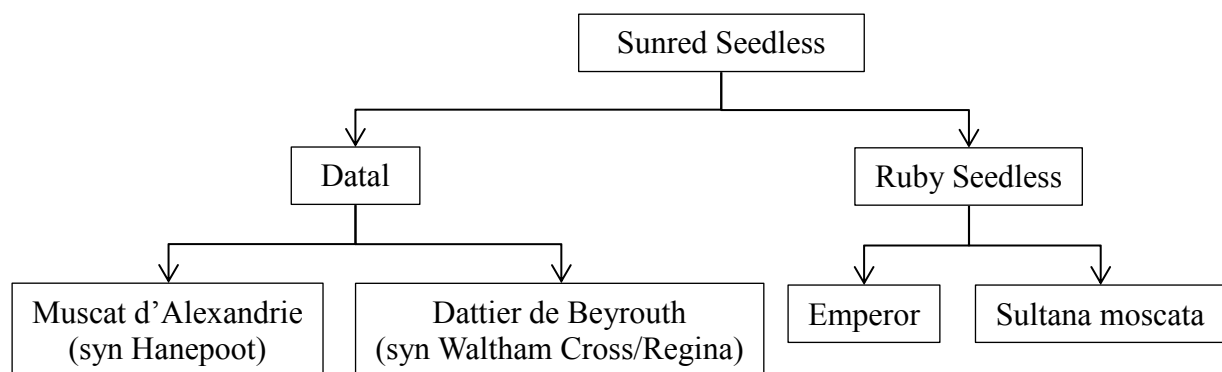 Sunred Seedless
Datal
Ruby Seedless
Muscat d’Alexandrie
(syn Hanepoot)
Dattier de Beyrouth
(syn Waltham Cross/Regina)
Emperor
Sultana moscata